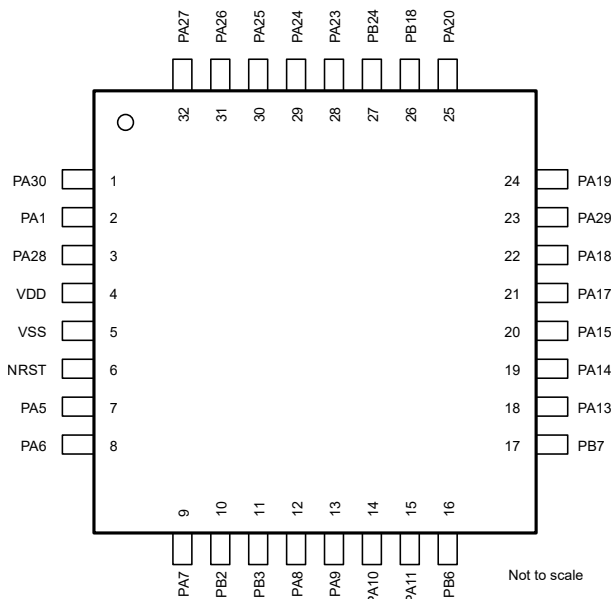 PA27 PA26 PA25 PA24 PA23 PB24 PB18 PA20
32 31 30 29 28 27 26 25
PA30 1 24 PA19
PA1 2 23 PA29
PA28 3 22 PA18
VDD 4 21 PA17
VSS 5 20 PA15
NRST 6 19 PA14
PA5 7 18 PA13
PA6 8 17 PB7
9 10 11 12 13 14 15 16
PA7 PB2 PB3 PA8 PA9 PA10 PA11 PB6
Not to scale